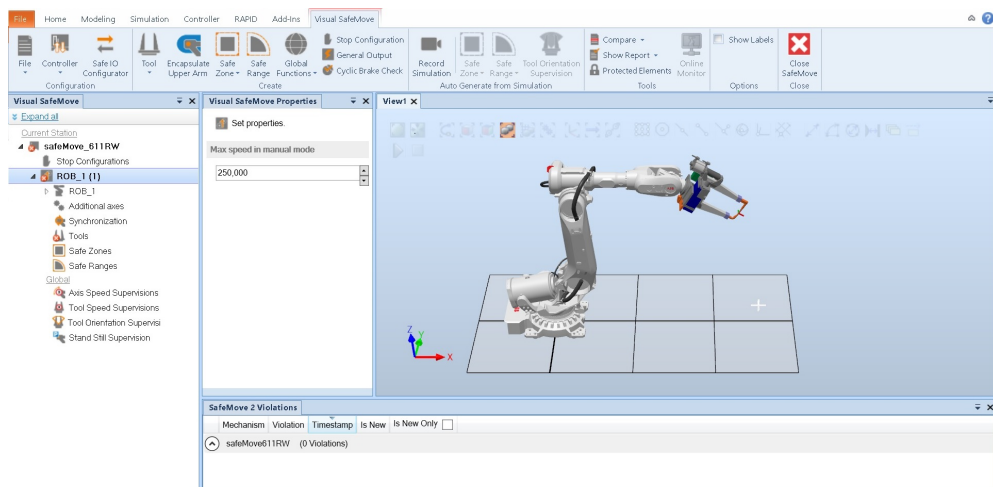 File Home Modeling Simulation Controller RAPID Add-Ins Visual SafeMove
File Controller Safe IO Configurator Tool Encapsulate Upper Arm Safe Zone Safe Range Global Functions Stop Configuration Record Simulation Safe Zone Safe Range Tool Orientation Supervision Compare Online Monitor Show Labels Close SafeMove
General Output Show Report
Cyclic Brake Check Protected Elements
Configuration Create Auto Generate from Simulation Tools Options Close
Visual SafeMove
Expand all
Current Station
safeMove_611RW
Stop Configurations
ROB_1 (1)
ROB_1
Additional axes
Synchronization
Tools
Safe Zones
Safe Ranges
Global
Axis Speed Supervisions
Tool Speed Supervisions
Tool Orientation Supervisi
Stand Still Supervision
Visual SafeMove Properties
Set properties.
Max speed in manual mode
250,000
View1
Z
Y
X
SafeMove 2 Violations
Mechanism Violation Timestamp Is New Is New Only
safeMove611RW (0 Violations)